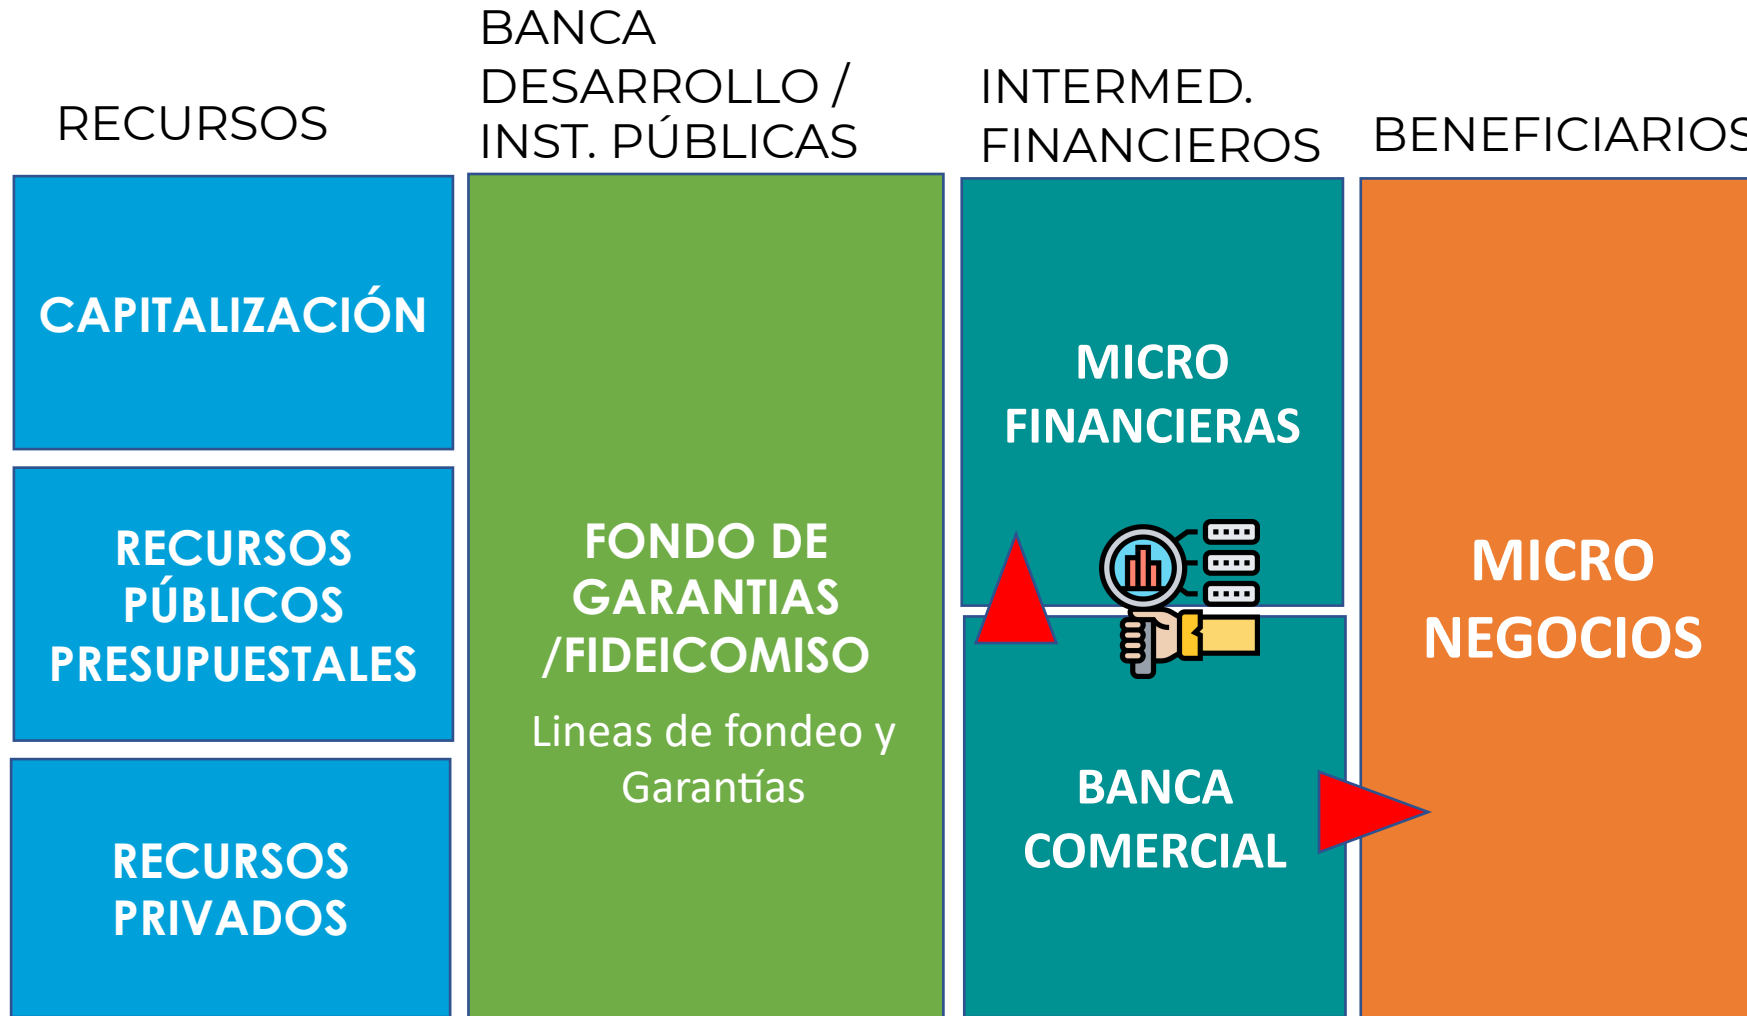 RECURSOS
BANCA
DESARROLLO /
INST. PÚBLICAS
INTERMED.
FINANCIEROS
BENEFICIARIOS
CAPITALIZACIÓN
RECURSOS
PÚBLICOS
PRESUPUESTALES
RECURSOS
PRIVADOS
FONDO DE
GARANTIAS
/FIDEICOMISO
Lineas de fondeo y
Garantías
MICRO
FINANCIERAS
BANCA
COMERCIAL
MICRO
NEGOCIOS